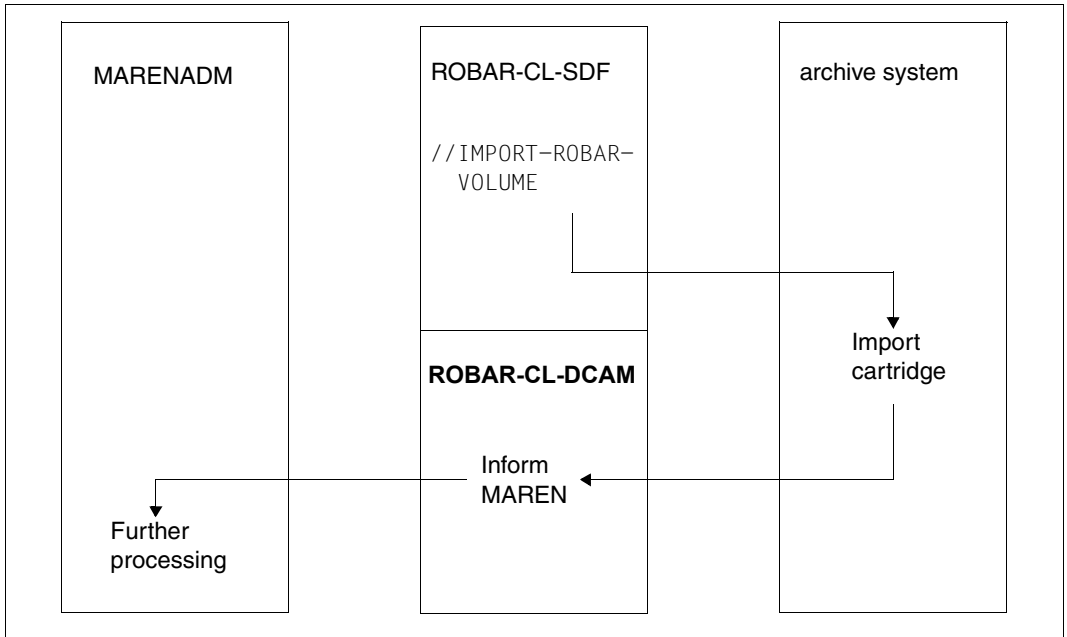 MARENADM
ROBAR-CL-SDF
archive system
//IMPORT-ROBAR-
VOLUME
Import
cartridge
ROBAR-CL-DCAM
Inform
MAREN
Further
processing